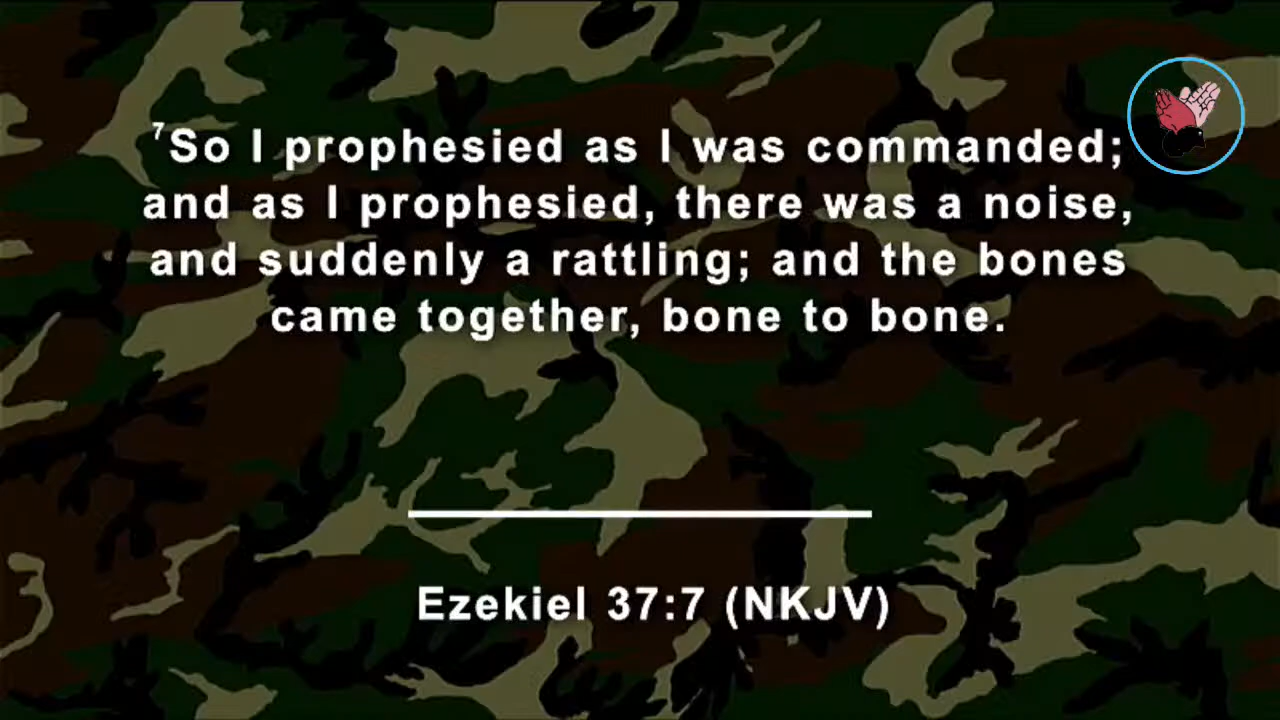 7So I prophesied as I was commanded;
and as I prophesied, there was a noise,
and suddenly a rattling; and the bones
came together, bone to bone.
Ezekiel 37:7 (NKJV)